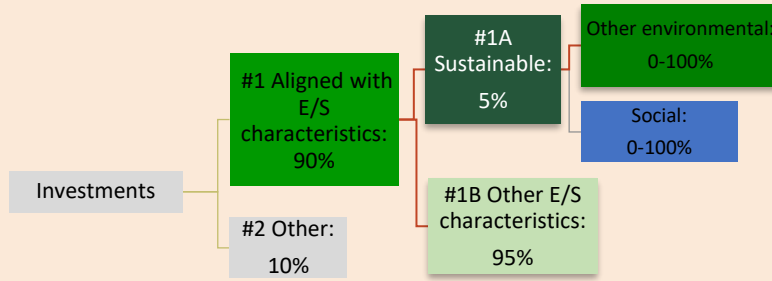 Investments
#1 Aligned with
E/S
characteristics:
90%
#2 Other:
10%
#1A
Sustainable:
5%
#1B Other E/S
characteristics:
95%
Other environmental:
0-100%
Social:
0-100%